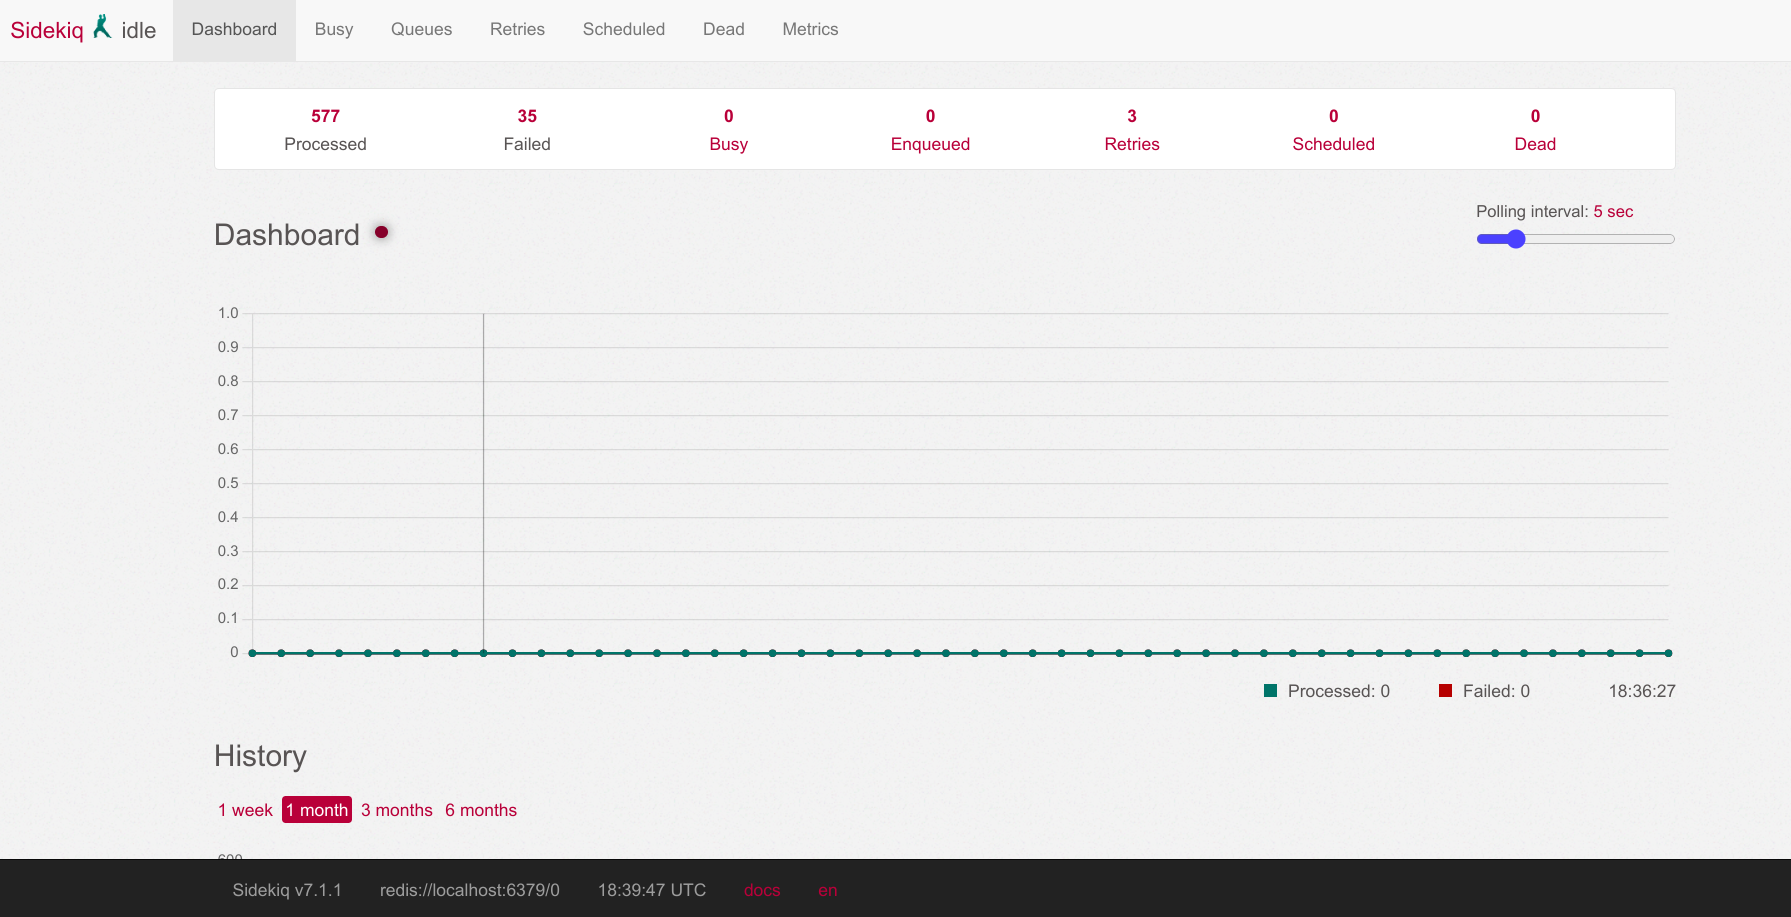 Sidekiq idle Dashboard Busy Queues Retries Scheduled Dead Metrics
577 35 0 0 3 0 0
Processed Failed Busy Enqueued Retries Scheduled Dead
Polling interval: 5 sec
Dashboard
1.0
0.9
0.8
0.7
0.6
0.5
0.4
0.3
0.2
0.1
0
Processed: 0 Failed: 0 18:36:27
History
1 week 1 month 3 months 6 months
600
Sidekiq v7.1.1 redis://localhost:6379/0 18:39:47 UTC docs en